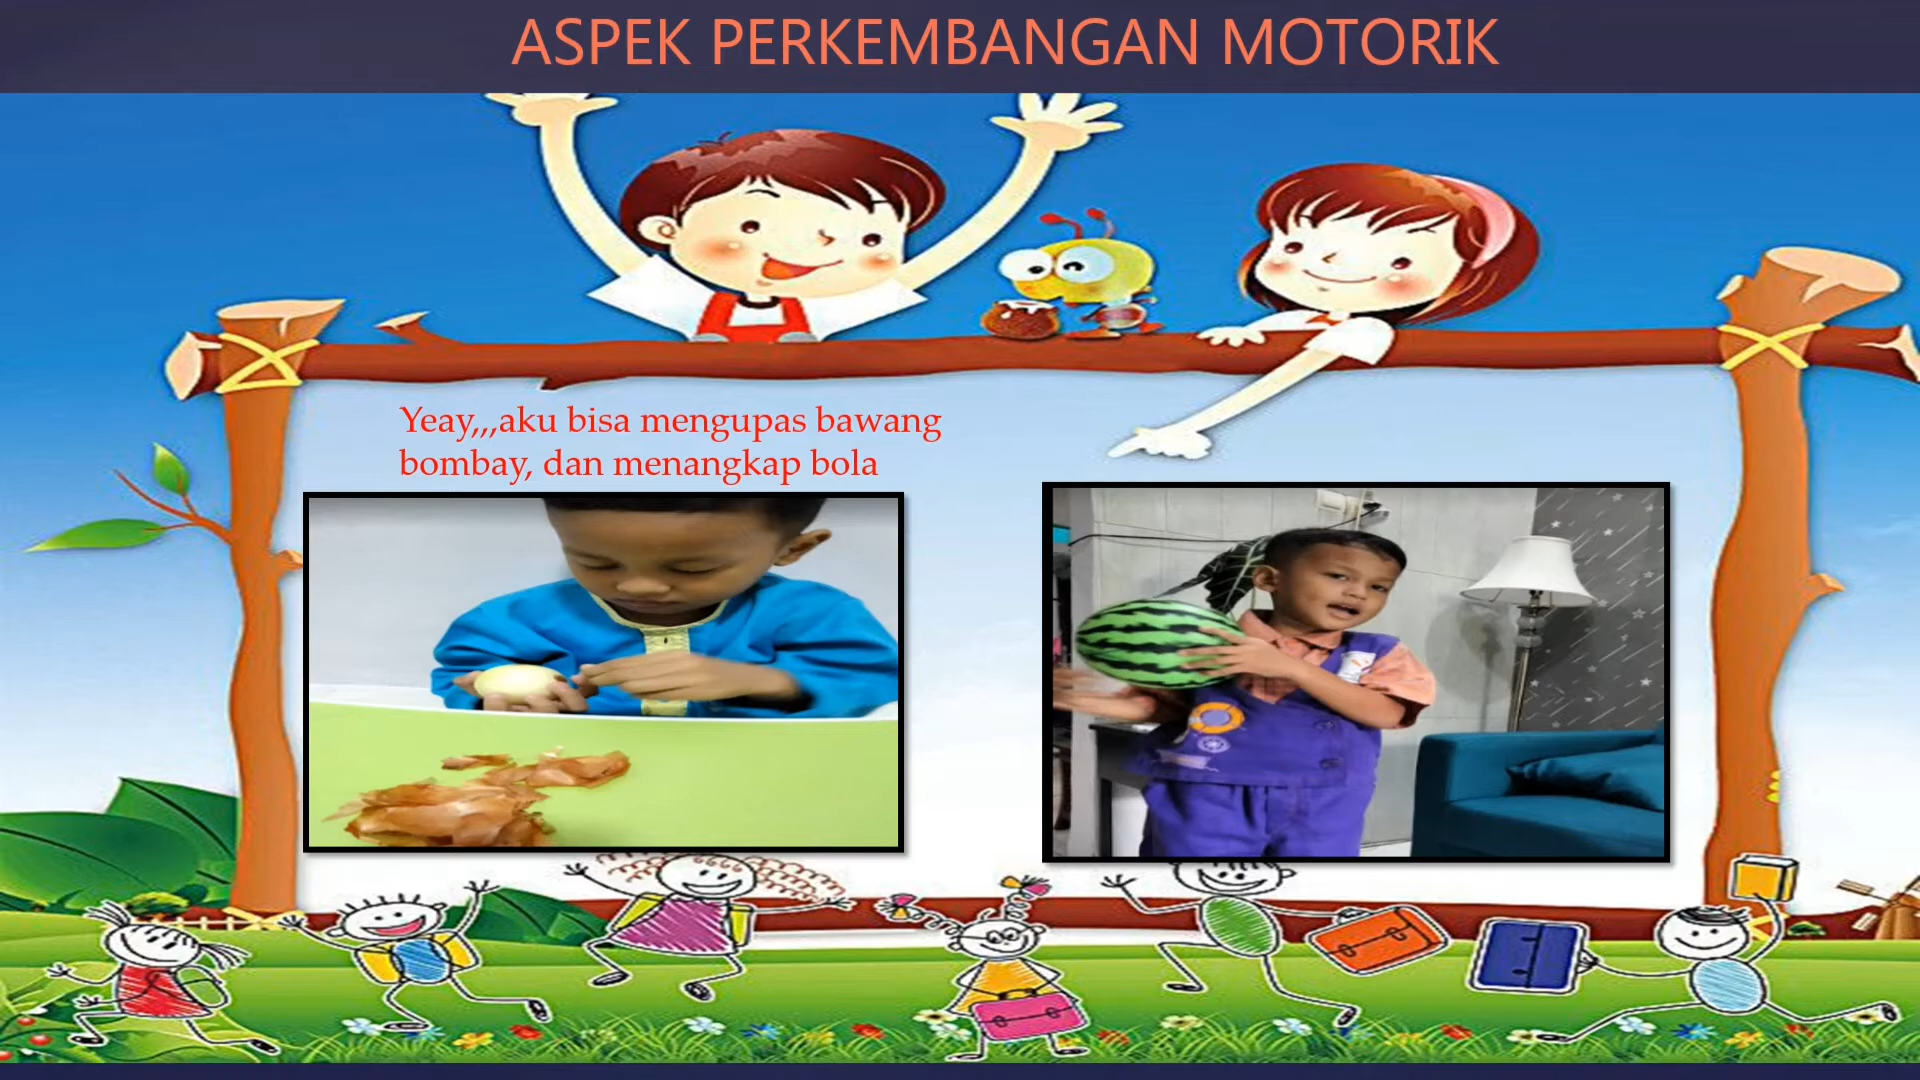 ASPEK PERKEMBANGAN MOTORIK
Yeay,,,aku bisa mengupas bawang
bombay, dan menangkap bola